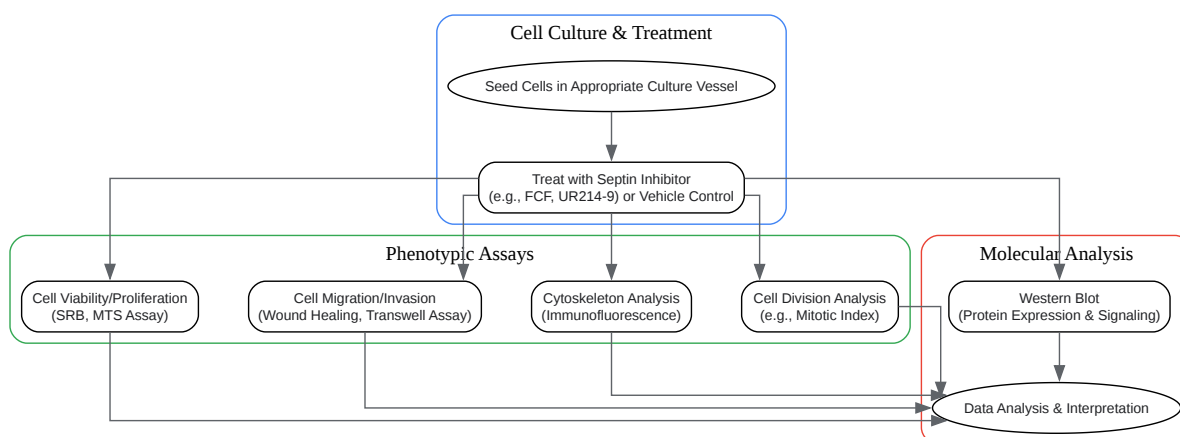 Cell Culture & Treatment
Seed Cells in Appropriate Culture Vessel
Treat with Septin Inhibitor
(e.g., FCF, UR214-9) or Vehicle Control
Phenotypic Assays
Molecular Analysis
Cell Viability/Proliferation
(SRB, MTS Assay)
Cell Migration/Invasion
(Wound Healing, Transwell Assay)
Cytoskeleton Analysis
(Immunofluorescence)
Cell Division Analysis
(e.g., Mitotic Index)
Western Blot
(Protein Expression & Signaling)
Data Analysis & Interpretation